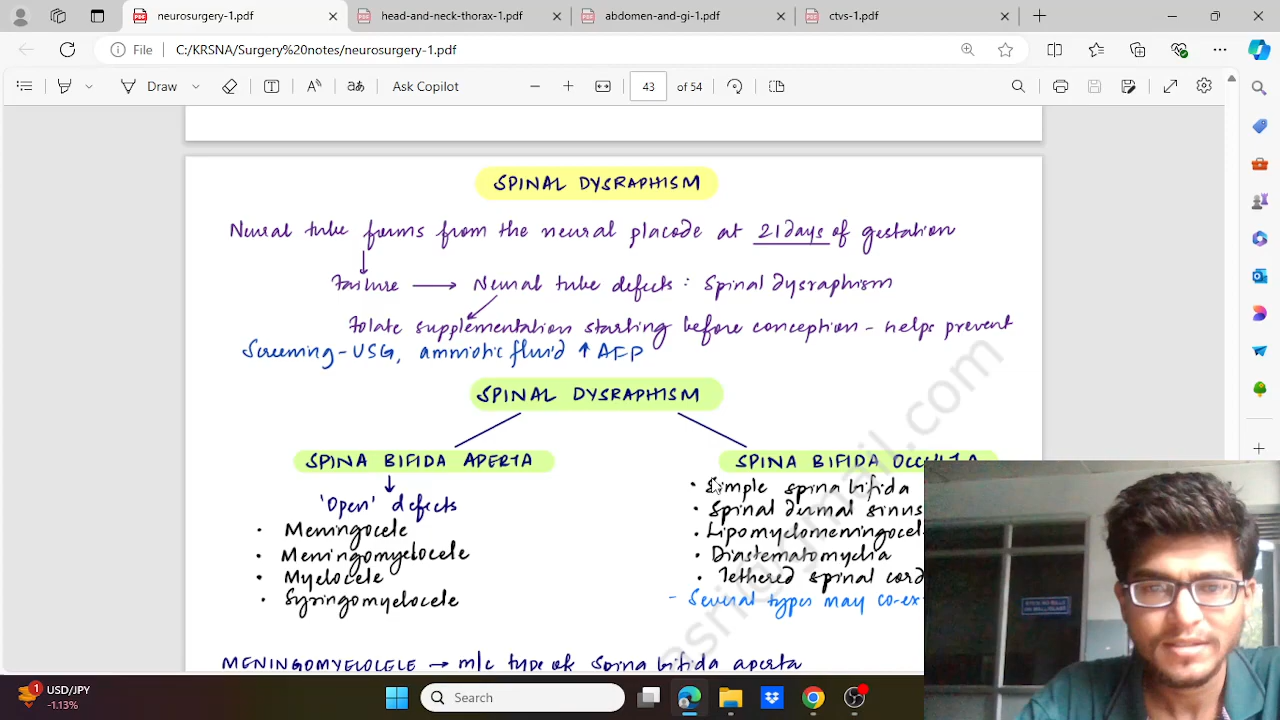 neurosurgery-1.pdf
head-and-neck-thorax-1.pdf
abdomen-and-gi-1.pdf
ctvs-1.pdf
File
C:/KRSNA/Surgery%20notes/neurosurgery-1.pdf
Draw
Ask Copilot
43 of 54
SPINAL DYSRAPHISM
Neural tube forms from the neural placode at 21 days of gestation
Failure → Neural tube defects : Spinal dysraphism
Folate supplementation starting before conception - helps prevent
Screening - USG, amniotic fluid ↑ AFP
SPINAL DYSRAPHISM
SPINA BIFIDA APERTA
'Open' defects
• Meningocele
• Meningomyelocele
• Myelocele
• Syringomyelocele
SPINA BIFIDA OCCULTA
• Simple spina bifida
• Spinal dermal sinus
• Lipomyelomeningocel
• Diastematomyelia
• Tethered spinal cord
- Several types may co-ex
MENINGOMYELOCELE → m/c type of Spina bifida aperta
USD/JPY
-1.13%
1
Search